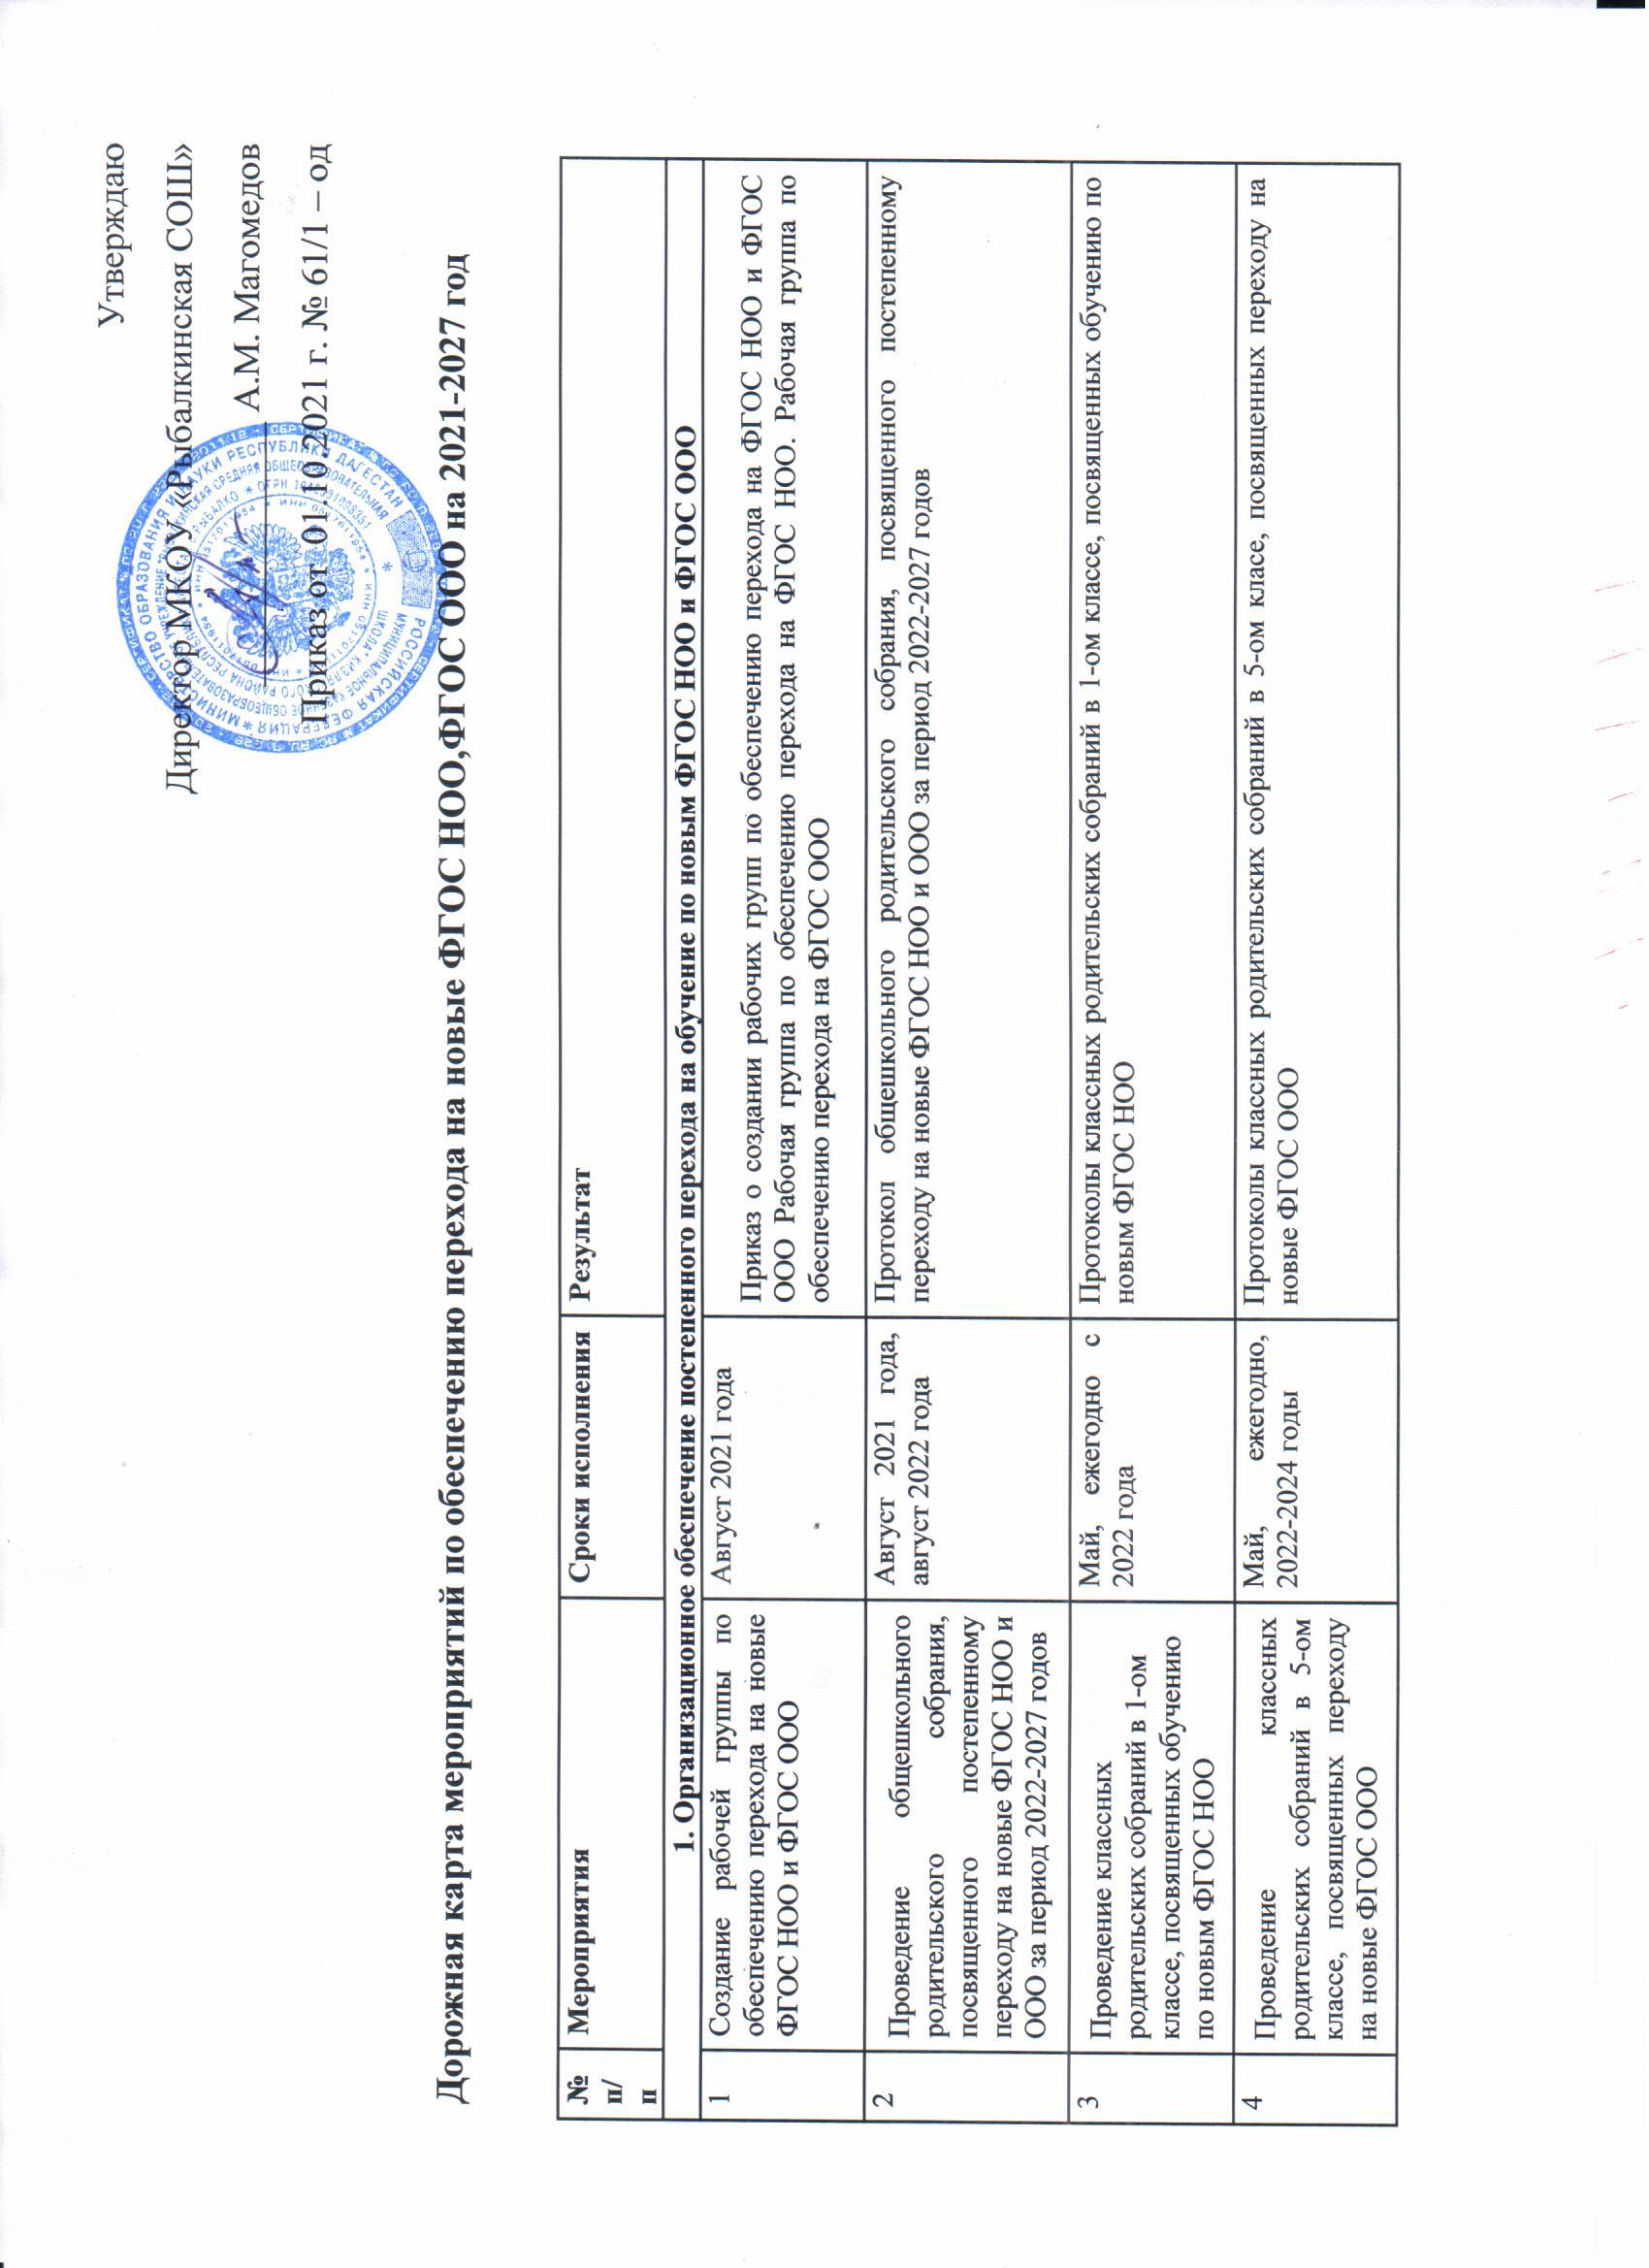 Утверждаю
Директор МКОУ «Рыбалкинская СОШ»
А.М. Магомедов
Приказ от 01.10.2021 г. № 61/1 – од
РОССИЙСКАЯ ФЕДЕРАЦИЯ * МИНИСТЕРСТВО ОБРАЗОВАНИЯ И НАУКИ РЕСПУБЛИКИ ДАГЕСТАН
Дорожная карта мероприятий по обеспечению перехода на новые ФГОС НОО,ФГОС ООО на 2021-2027 год
№
п/
п
Мероприятия
Сроки исполнения
Результат
1. Организационное обеспечение постепенного перехода на обучение по новым ФГОС НОО и ФГОС ООО
1
Создание рабочей группы по
обеспечению перехода на новые
ФГОС НОО и ФГОС ООО
Август 2021 года
Приказ о создании рабочих групп по обеспечению перехода на ФГОС НОО и ФГОС
ООО Рабочая группа по обеспечению перехода на ФГОС НОО. Рабочая группа по
обеспечению перехода на ФГОС ООО
2
Проведение общешкольного
родительского собрания,
посвященного постепенному
переходу на новые ФГОС НОО и
ООО за период 2022-2027 годов
Август 2021 года,
август 2022 года
Протокол общешкольного родительского собрания, посвященного постепенному
переходу на новые ФГОС НОО и ООО за период 2022-2027 годов
3
Проведение классных
родительских собраний в 1-ом
классе, посвященных обучению
по новым ФГОС НОО
Май, ежегодно с
2022 года
Протоколы классных родительских собраний в 1-ом классе, посвященных обучению по
новым ФГОС НОО
4
Проведение классных
родительских собраний в 5-ом
классе, посвященных переходу
на новые ФГОС ООО
Май, ежегодно,
2022-2024 годы
Протоколы классных родительских собраний в 5-ом класе, посвященных переходу на
новые ФГОС ООО